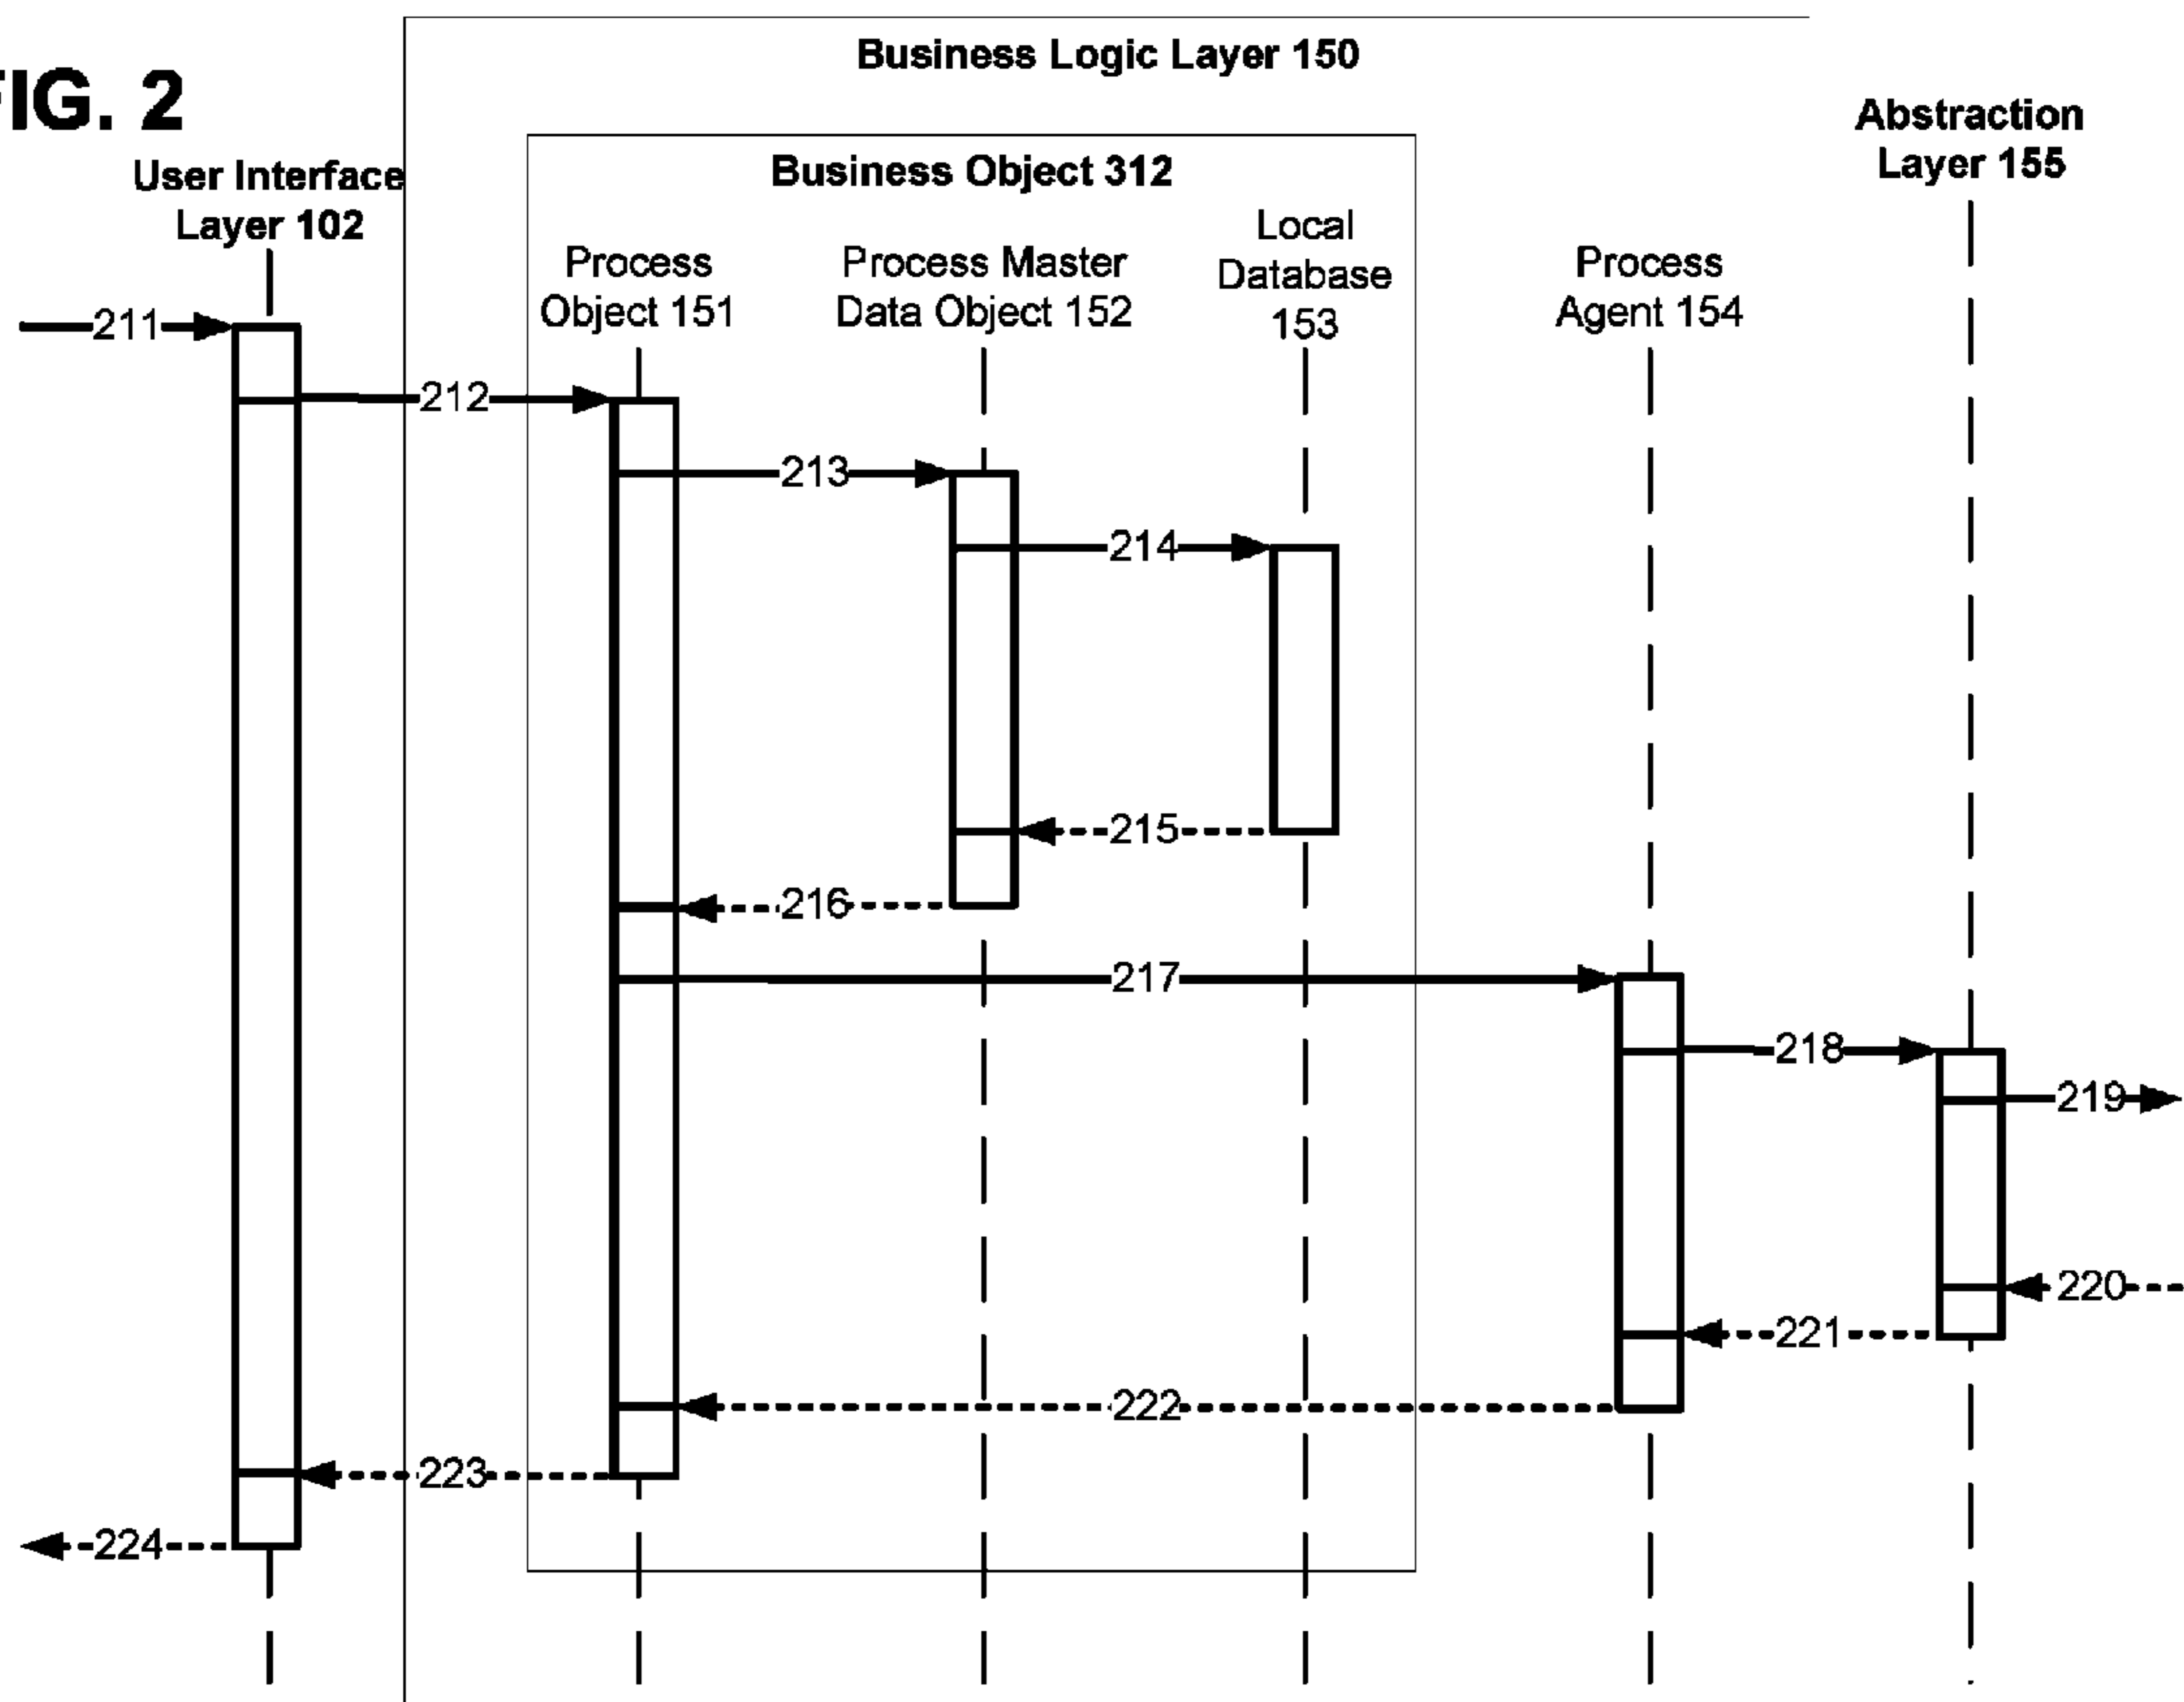 FIG. 2
Business Logic Layer 150
Abstraction
Layer 155
User Interface
Layer 102
Business Object 312
Process
Object 151
Process Master
Data Object 152
Local
Database
153
Process
Agent 154
211
212
213
214
215
216
217
218
219
220
221
222
223
224